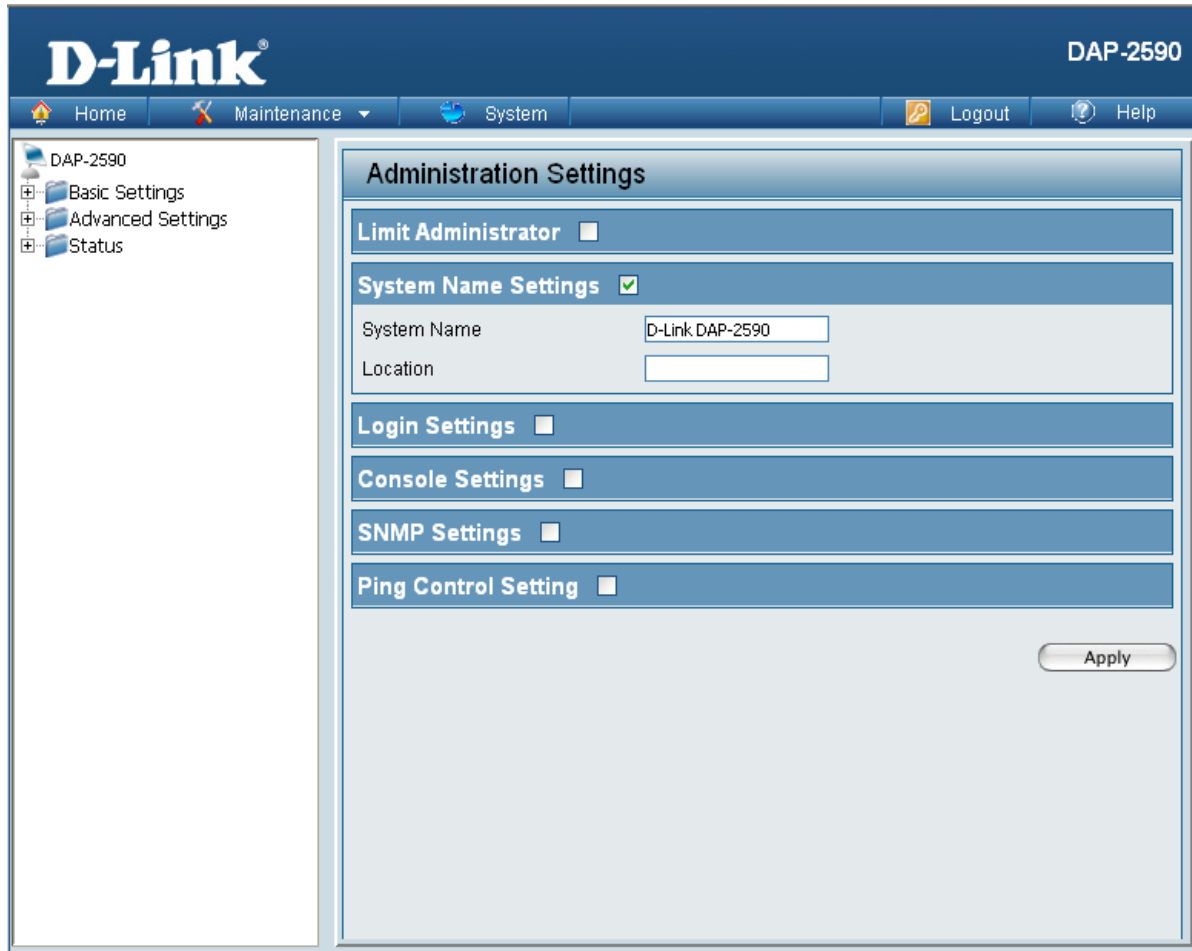 D-Link®
DAP-2590
Home Maintenance System Logout Help
DAP-2590
Basic Settings
Advanced Settings
Status
Administration Settings
Limit Administrator
System Name Settings
System Name D-Link DAP-2590
Location
Login Settings
Console Settings
SNMP Settings
Ping Control Setting
Apply